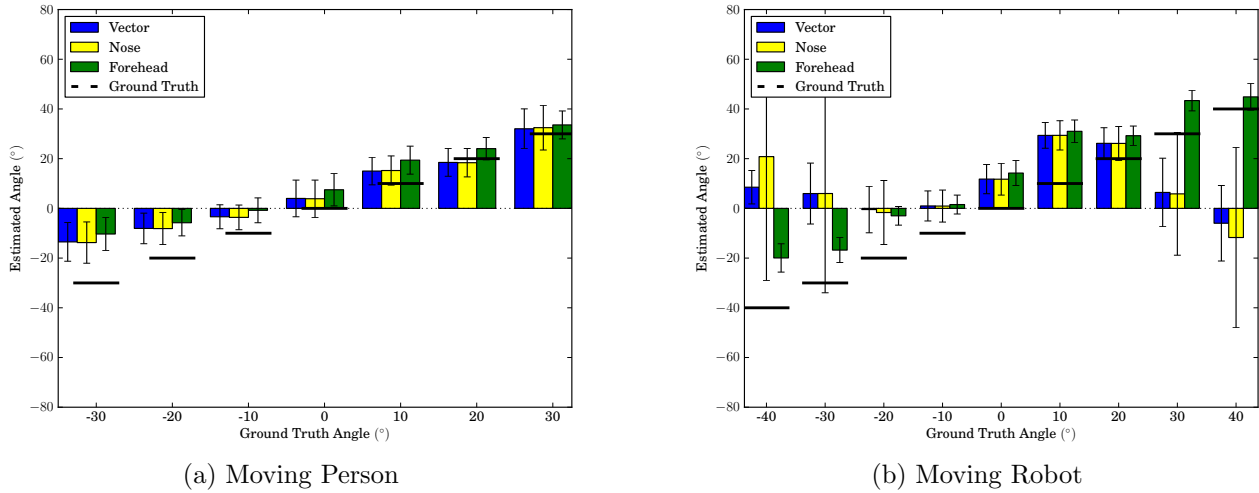 80
60
40
20
0
−20
−40
−60
−80
Estimated Angle (°)
Vector
Nose
Forehead
Ground Truth
-30 -20 -10 0 10 20 30
Ground Truth Angle (°)
(a) Moving Person
80
60
40
20
0
−20
−40
−60
−80
Estimated Angle (°)
Vector
Nose
Forehead
Ground Truth
-40 -30 -20 -10 0 10 20 30 40
Ground Truth Angle (°)
(b) Moving Robot